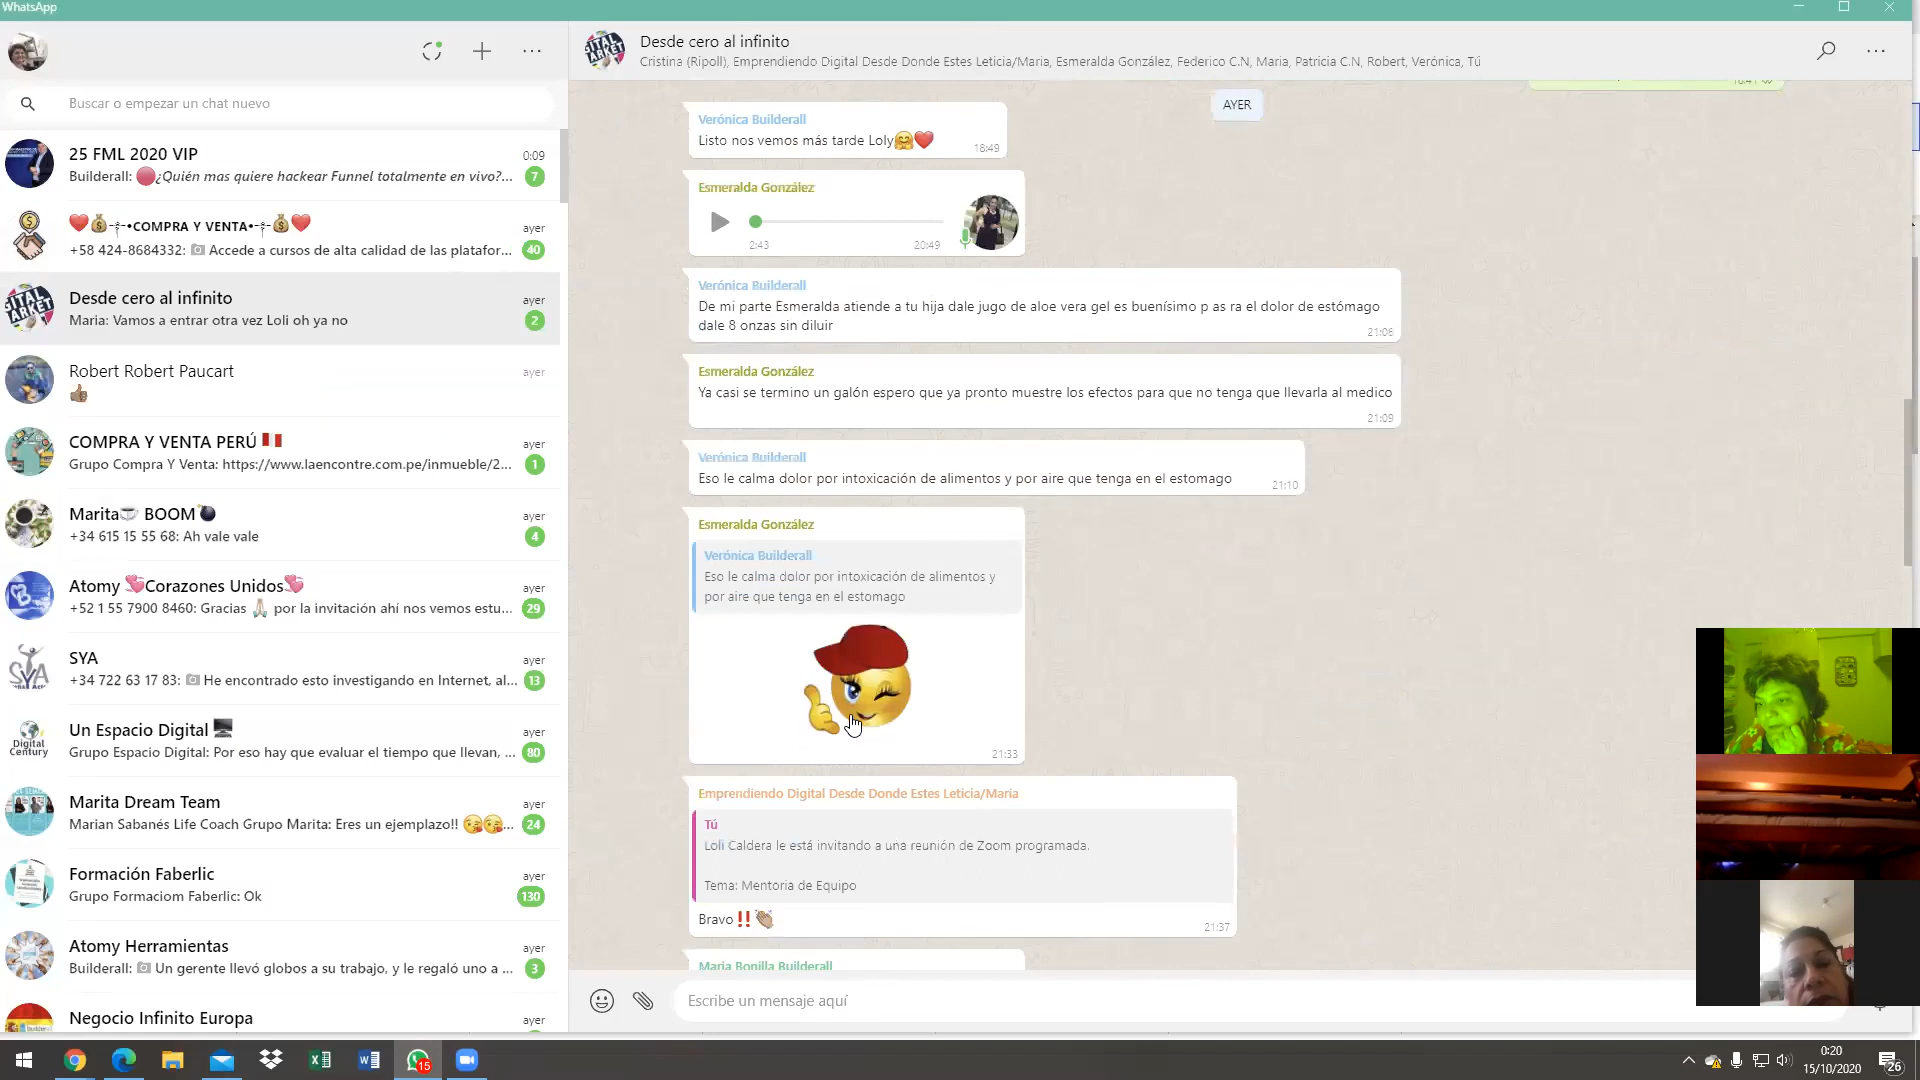 WhatsApp
Buscar o empezar un chat nuevo
25 FML 2020 VIP
0:09
Builderall: 🔴¿Quién mas quiere hackear Funnel totalmente en vivo?...
7
❤️💰-╬-•COMPRA Y VENTA•-╬-💰❤️
ayer
+58 424-8684332: 📷 Accede a cursos de alta calidad de las platafor...
40
Desde cero al infinito
ayer
Maria: Vamos a entrar otra vez Loli oh ya no
2
Robert Robert Paucart
ayer
👍🏽
COMPRA Y VENTA PERÚ 🇵🇪
ayer
Grupo Compra Y Venta: https://www.laencontre.com.pe/inmueble/2...
1
Marita☕ BOOM💣
ayer
+34 615 15 55 68: Ah vale vale
4
Atomy 💞Corazones Unidos💞
ayer
+52 1 55 7900 8460: Gracias 🙏🏻 por la invitación ahí nos vemos estu...
29
SYA
ayer
+34 722 63 17 83: 📷 He encontrado esto investigando en Internet, al...
13
Un Espacio Digital 🖥️
ayer
Grupo Espacio Digital: Por eso hay que evaluar el tiempo que llevan, ...
80
Marita Dream Team
ayer
Marian Sabanés Life Coach Grupo Marita: Eres un ejemplazo!! 😘😘...
24
Formación Faberlic
ayer
Grupo Formaciom Faberlic: Ok
130
Atomy Herramientas
ayer
Builderall: 📷 Un gerente llevó globos a su trabajo, y le regaló uno a ...
3
Negocio Infinito Europa
ayer
Digital
Century
Desde cero al infinito
Cristina (Ripoll), Emprendiendo Digital Desde Donde Estes Leticia/Maria, Esmeralda González, Federico C.N, Maria, Patricia C.N, Robert, Verónica, Tú
AYER
Verónica Builderall
Listo nos vemos más tarde Loly🤗❤️
18:49
Esmeralda González
2:43
20:49
Verónica Builderall
De mi parte Esmeralda atiende a tu hija dale jugo de aloe vera gel es buenísimo p as ra el dolor de estómago
dale 8 onzas sin diluir
21:06
Esmeralda González
Ya casi se termino un galón espero que ya pronto muestre los efectos para que no tenga que llevarla al medico
21:09
Verónica Builderall
Eso le calma dolor por intoxicación de alimentos y por aire que tenga en el estomago
21:10
Esmeralda González
Verónica Builderall
Eso le calma dolor por intoxicación de alimentos y
por aire que tenga en el estomago
21:33
Emprendiendo Digital Desde Donde Estes Leticia/Maria
Tú
Loli Caldera le está invitando a una reunión de Zoom programada.
Tema: Mentoria de Equipo
Bravo‼️👏🏽
21:37
Maria Bonilla Builderall
Escribe un mensaje aquí
15
0:20
15/10/2020
26